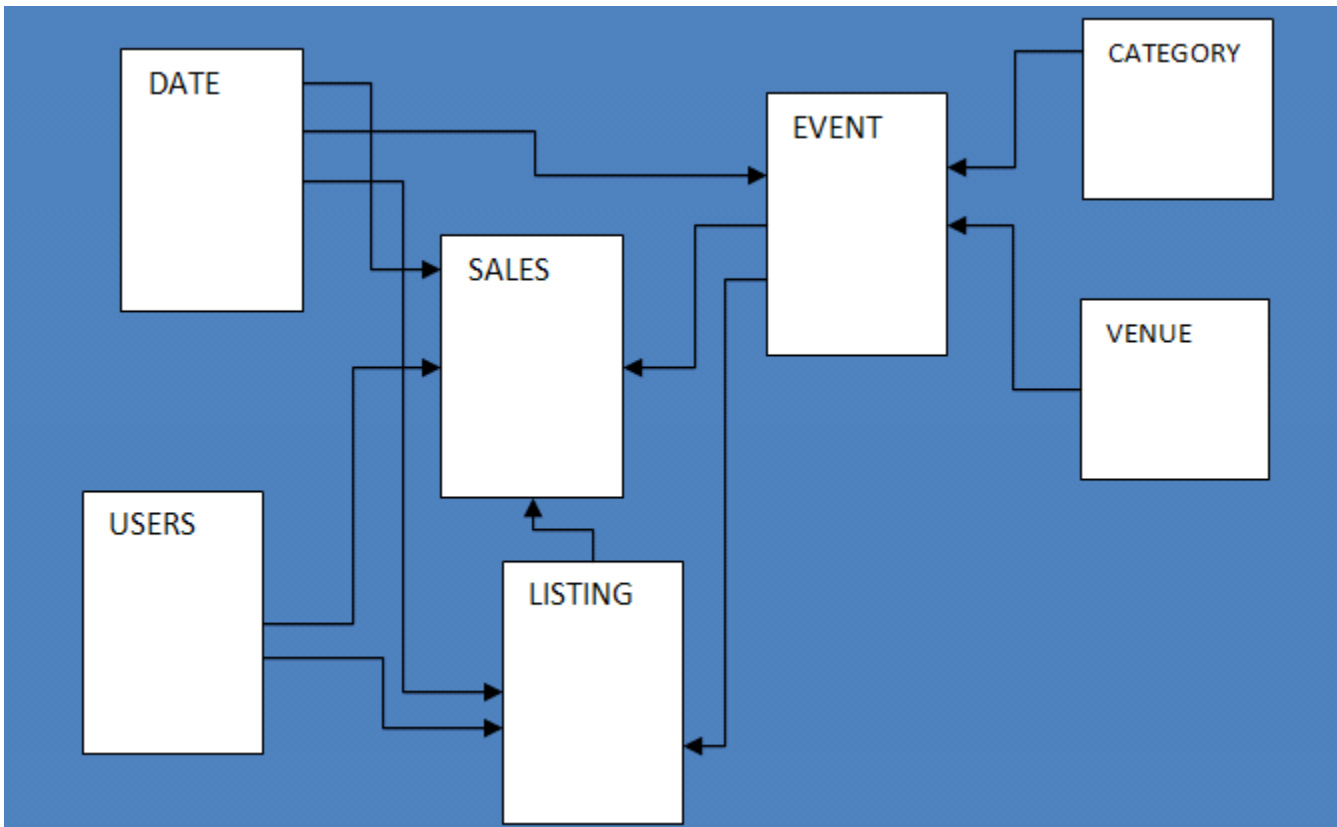 DATE
CATEGORY
EVENT
SALES
VENUE
USERS
LISTING